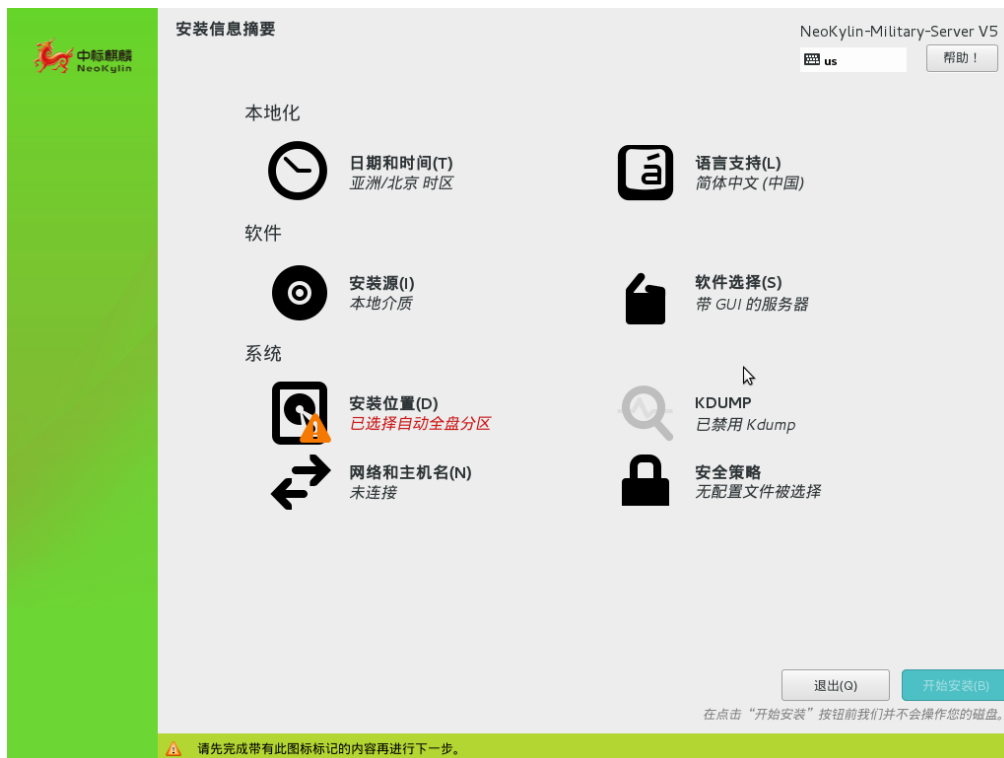 中标麒麟
NeoKylin
安装信息摘要
NeoKylin-Military-Server V5
us
帮助！
本地化
日期和时间(T)
亚洲/北京 时区
á
语言支持(L)
简体中文 (中国)
软件
安装源(I)
本地介质
软件选择(S)
带 GUI 的服务器
系统
安装位置(D)
已选择自动全盘分区
KDUMP
已禁用 Kdump
网络和主机名(N)
未连接
安全策略
无配置文件被选择
退出(Q)
开始安装(B)
在点击“开始安装”按钮前我们并不会操作您的磁盘。
请先完成带有此图标标记的内容再进行下一步。